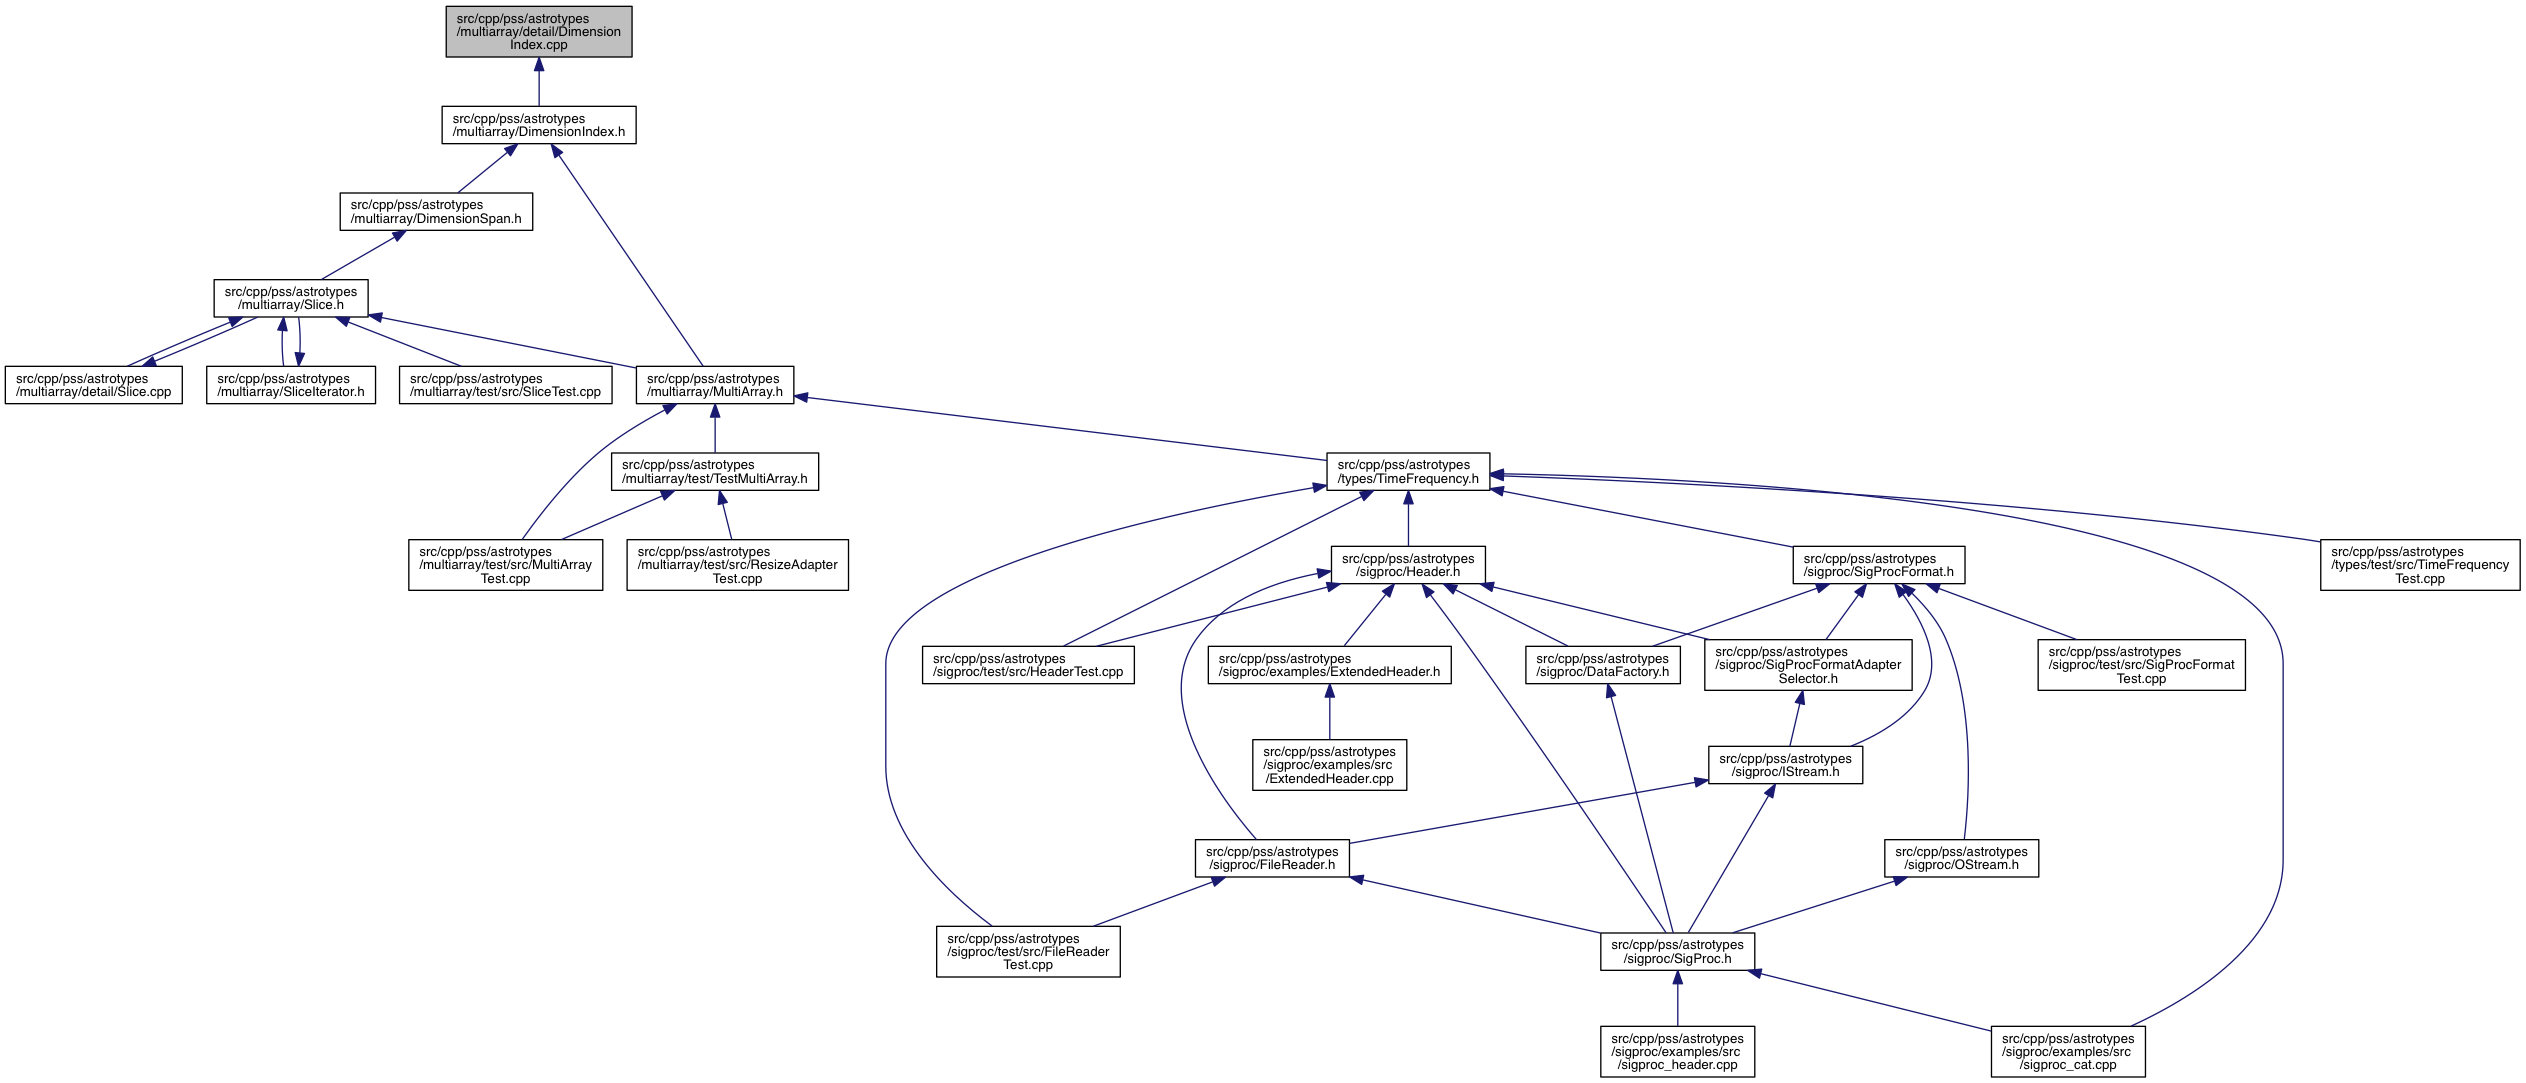 src/cpp/pss/astrotypes
/multiarray/detail/Dimension
Index.cpp
src/cpp/pss/astrotypes
/multiarray/DimensionIndex.h
src/cpp/pss/astrotypes
/multiarray/DimensionSpan.h
src/cpp/pss/astrotypes
/multiarray/Slice.h
src/cpp/pss/astrotypes
/multiarray/detail/Slice.cpp
src/cpp/pss/astrotypes
/multiarray/SliceIterator.h
src/cpp/pss/astrotypes
/multiarray/test/src/SliceTest.cpp
src/cpp/pss/astrotypes
/multiarray/MultiArray.h
src/cpp/pss/astrotypes
/multiarray/test/TestMultiArray.h
src/cpp/pss/astrotypes
/types/TimeFrequency.h
src/cpp/pss/astrotypes
/multiarray/test/src/MultiArray
Test.cpp
src/cpp/pss/astrotypes
/multiarray/test/src/ResizeAdapter
Test.cpp
src/cpp/pss/astrotypes
/sigproc/Header.h
src/cpp/pss/astrotypes
/sigproc/SigProcFormat.h
src/cpp/pss/astrotypes
/types/test/src/TimeFrequency
Test.cpp
src/cpp/pss/astrotypes
/sigproc/test/src/HeaderTest.cpp
src/cpp/pss/astrotypes
/sigproc/examples/ExtendedHeader.h
src/cpp/pss/astrotypes
/sigproc/DataFactory.h
src/cpp/pss/astrotypes
/sigproc/SigProcFormatAdapter
Selector.h
src/cpp/pss/astrotypes
/sigproc/test/src/SigProcFormat
Test.cpp
src/cpp/pss/astrotypes
/sigproc/examples/src
/ExtendedHeader.cpp
src/cpp/pss/astrotypes
/sigproc/IStream.h
src/cpp/pss/astrotypes
/sigproc/FileReader.h
src/cpp/pss/astrotypes
/sigproc/OStream.h
src/cpp/pss/astrotypes
/sigproc/test/src/FileReader
Test.cpp
src/cpp/pss/astrotypes
/sigproc/SigProc.h
src/cpp/pss/astrotypes
/sigproc/examples/src
/sigproc_header.cpp
src/cpp/pss/astrotypes
/sigproc/examples/src
/sigproc_cat.cpp